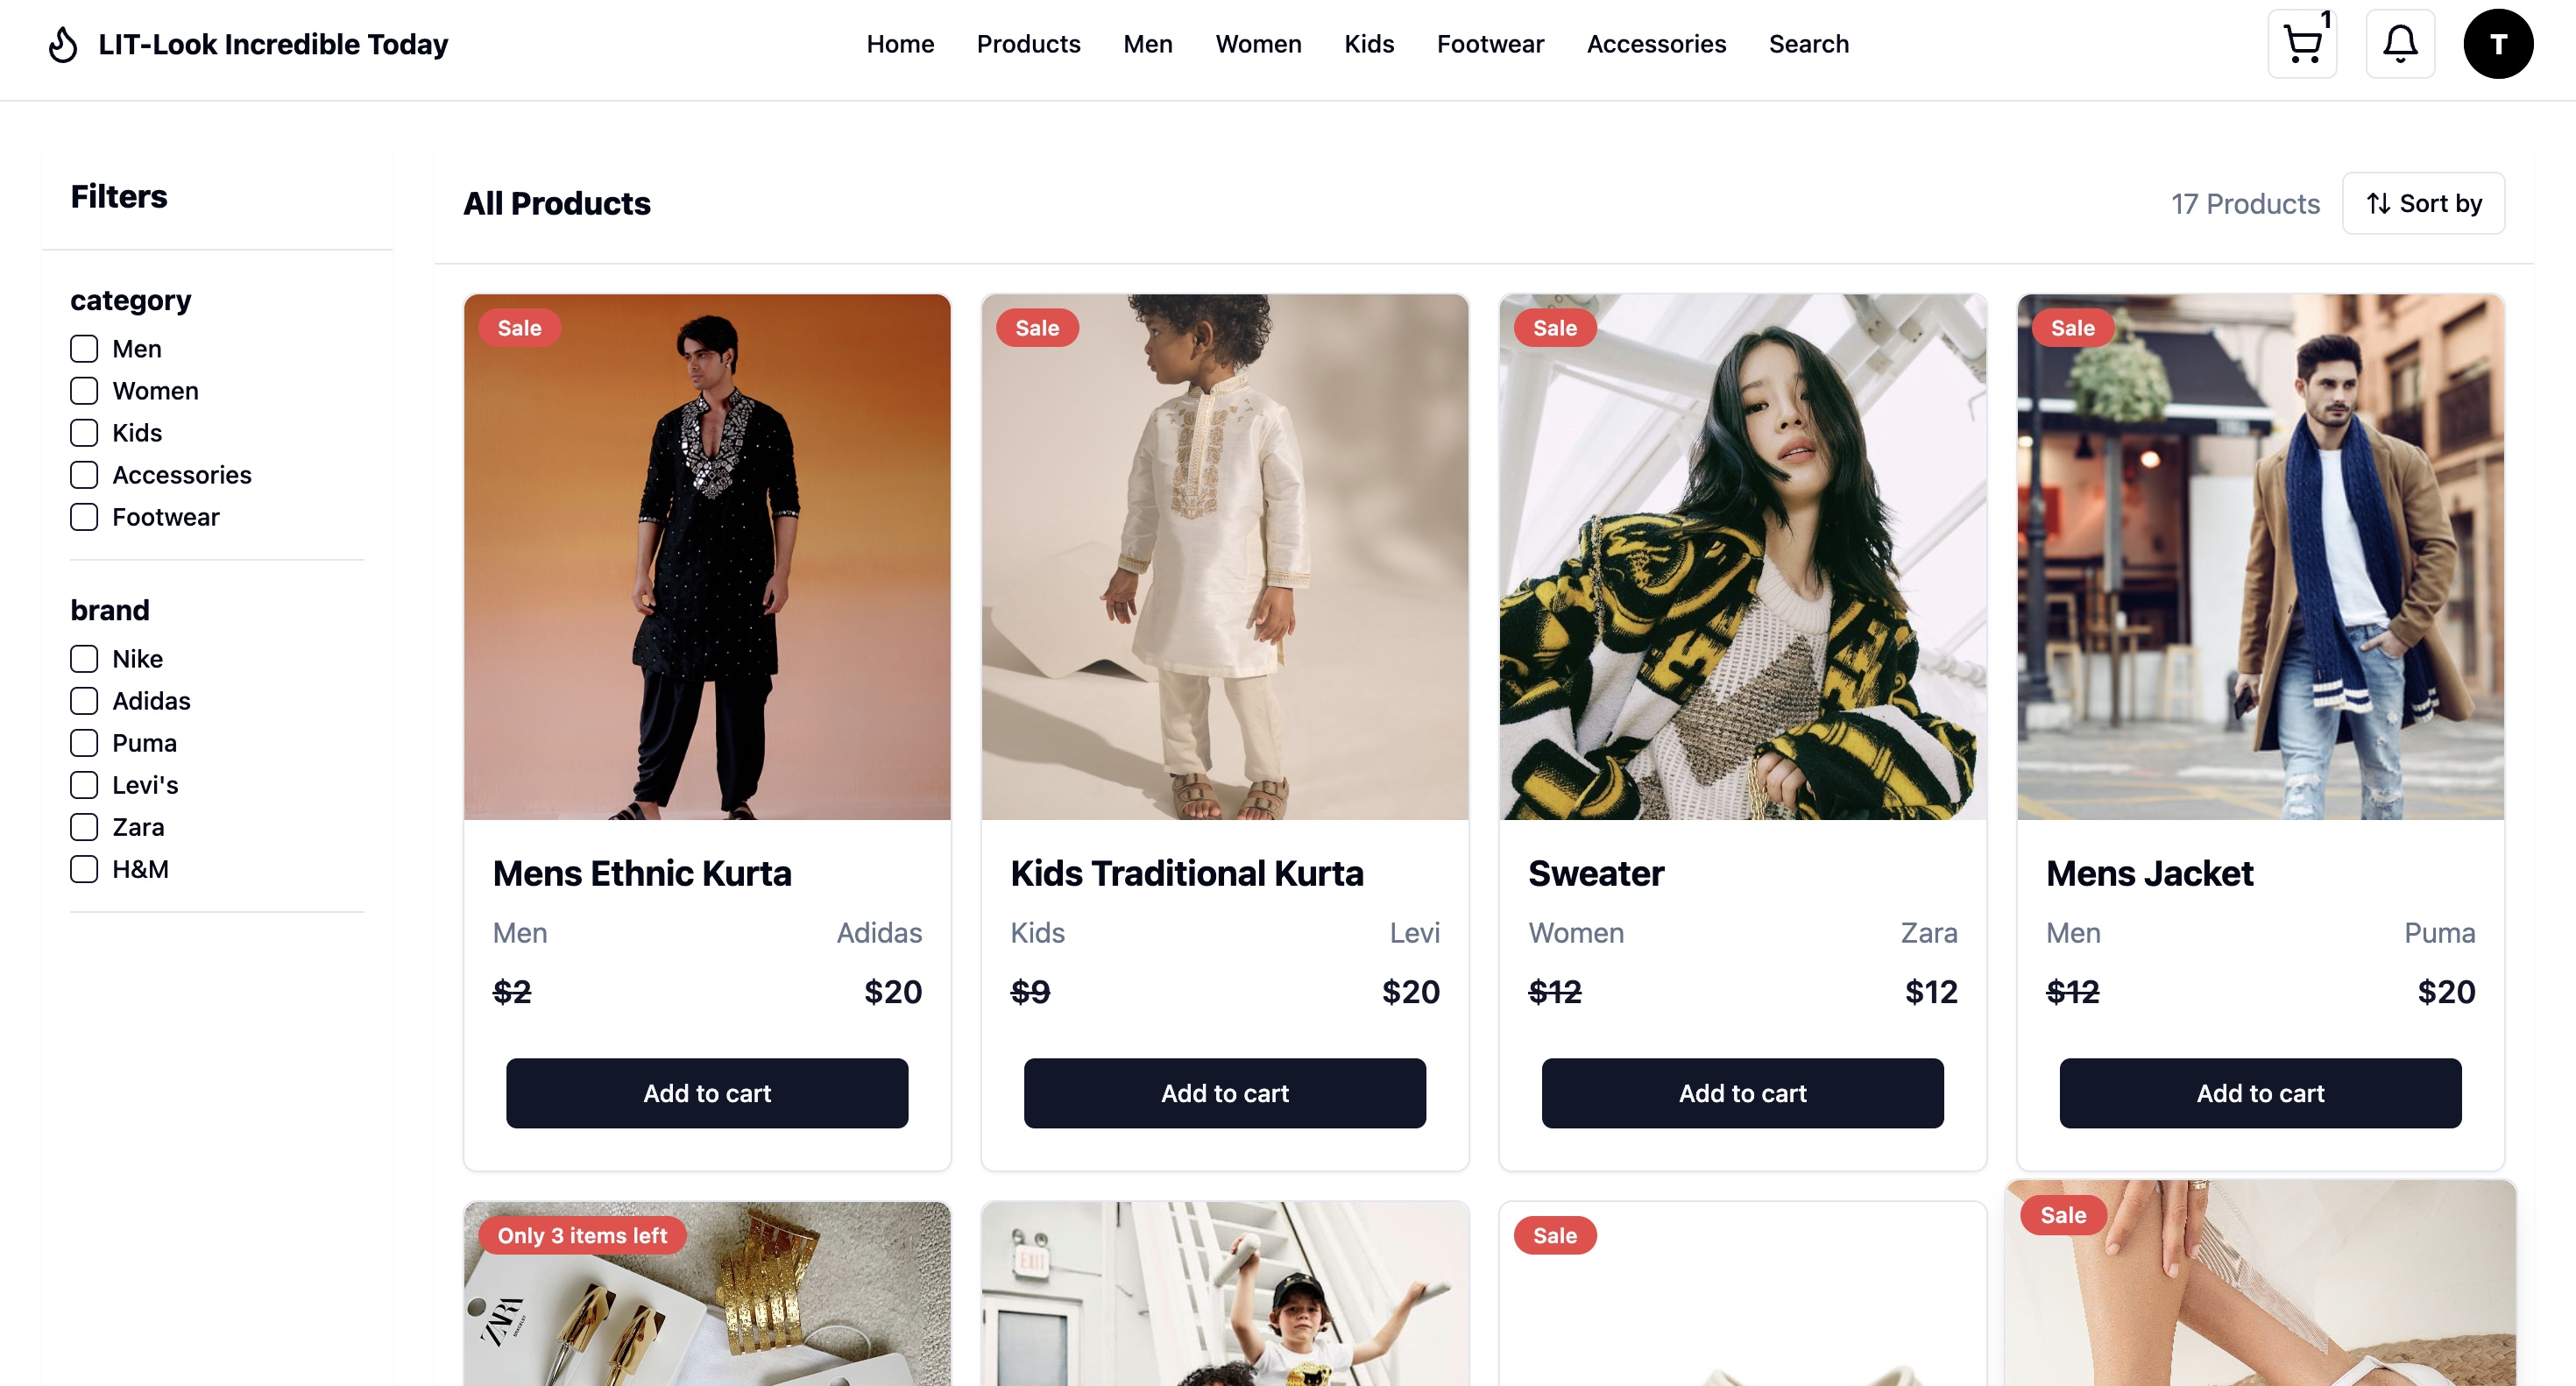 LIT-Look Incredible Today
Home Products Men Women Kids Footwear Accessories Search
1
T
Filters
category
Men
Women
Kids
Accessories
Footwear
brand
Nike
Adidas
Puma
Levi's
Zara
H&M
All Products
17 Products
Sort by
Sale
Mens Ethnic Kurta
Men Adidas
$2 $20
Add to cart
Sale
Kids Traditional Kurta
Kids Levi
$9 $20
Add to cart
Sale
Sweater
Women Zara
$12 $12
Add to cart
Sale
Mens Jacket
Men Puma
$12 $20
Add to cart
Only 3 items left
ZARA
EXIT
Sale
Sale